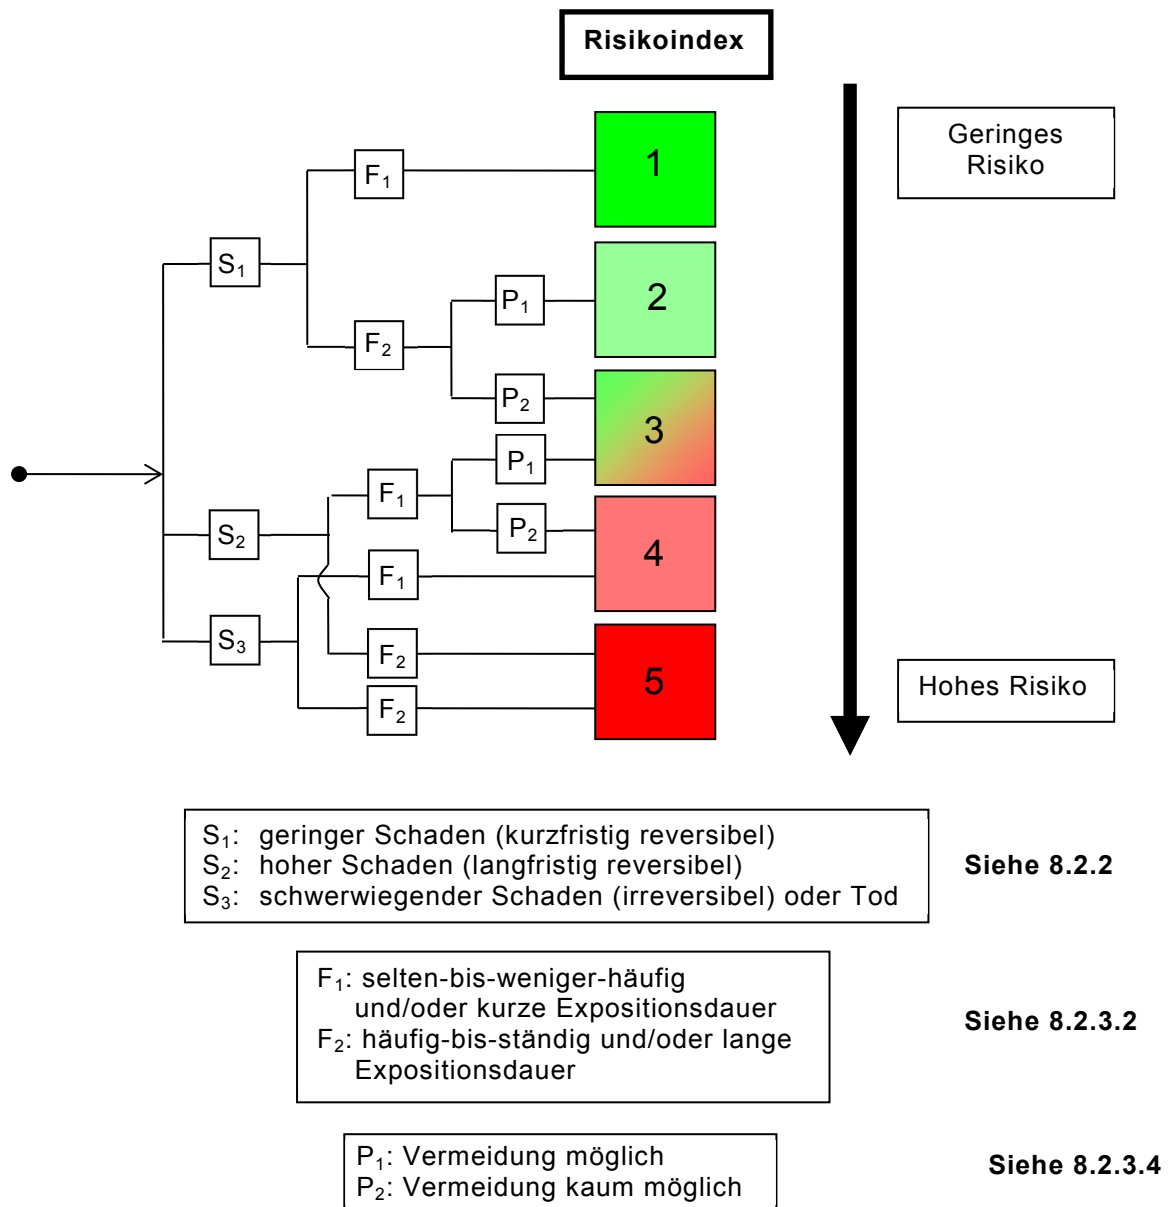 Risikoindex
Geringes
Risiko
1
F₁
S₁
2
P₁
F₂
P₂
3
P₁
F₁
P₂
4
S₂
F₁
S₃
F₂
5
F₂
Hohes Risiko
S₁: geringer Schaden (kurzfristig reversibel)
S₂: hoher Schaden (langfristig reversibel)
S₃: schwerwiegender Schaden (irreversibel) oder Tod
Siehe 8.2.2
F₁: selten-bis-weniger-häufig
und/oder kurze Expositionsdauer
F₂: häufig-bis-ständig und/oder lange
Expositionsdauer
Siehe 8.2.3.2
P₁: Vermeidung möglich
P₂: Vermeidung kaum möglich
Siehe 8.2.3.4